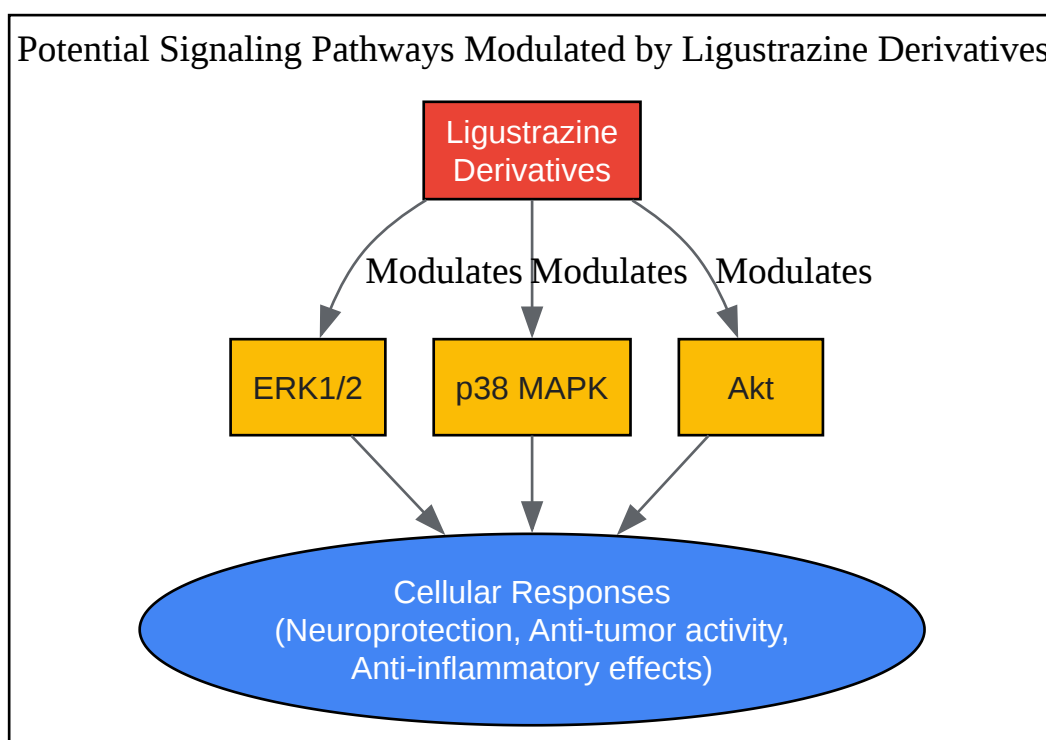 Potential Signaling Pathways Modulated by Ligustrazine Derivatives
Ligustrazine
Derivatives
Modulates Modulates Modulates
ERK1/2 p38 MAPK Akt
Cellular Responses
(Neuroprotection, Anti-tumor activity,
Anti-inflammatory effects)